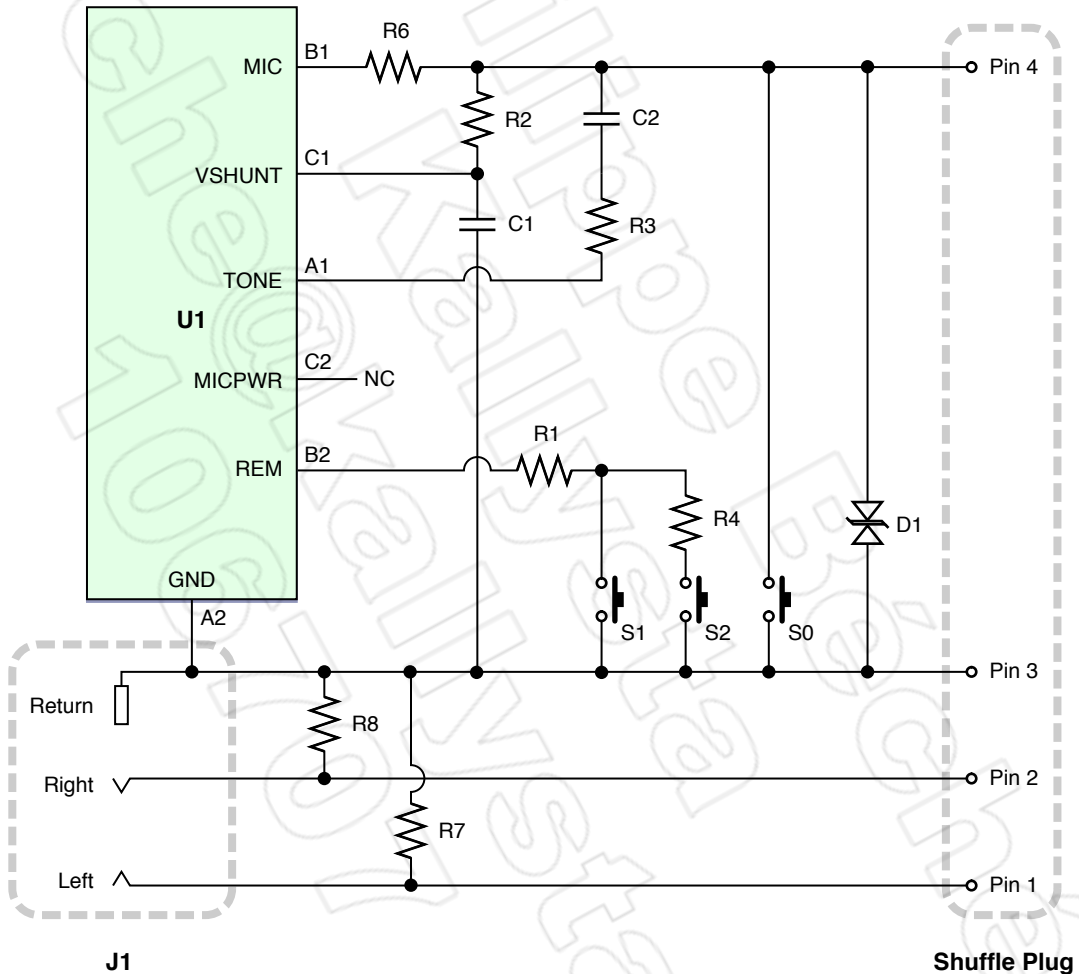 R6
MIC
B1
Pin 4
R2
C2
C1
VSHUNT
C1
R3
A1
TONE
U1
C2
MICPWR
NC
R1
B2
REM
R4
D1
GND
A2
S1
S2
S0
Pin 3
Return
R8
Right
Pin 2
R7
Left
Pin 1
J1
Shuffle Plug